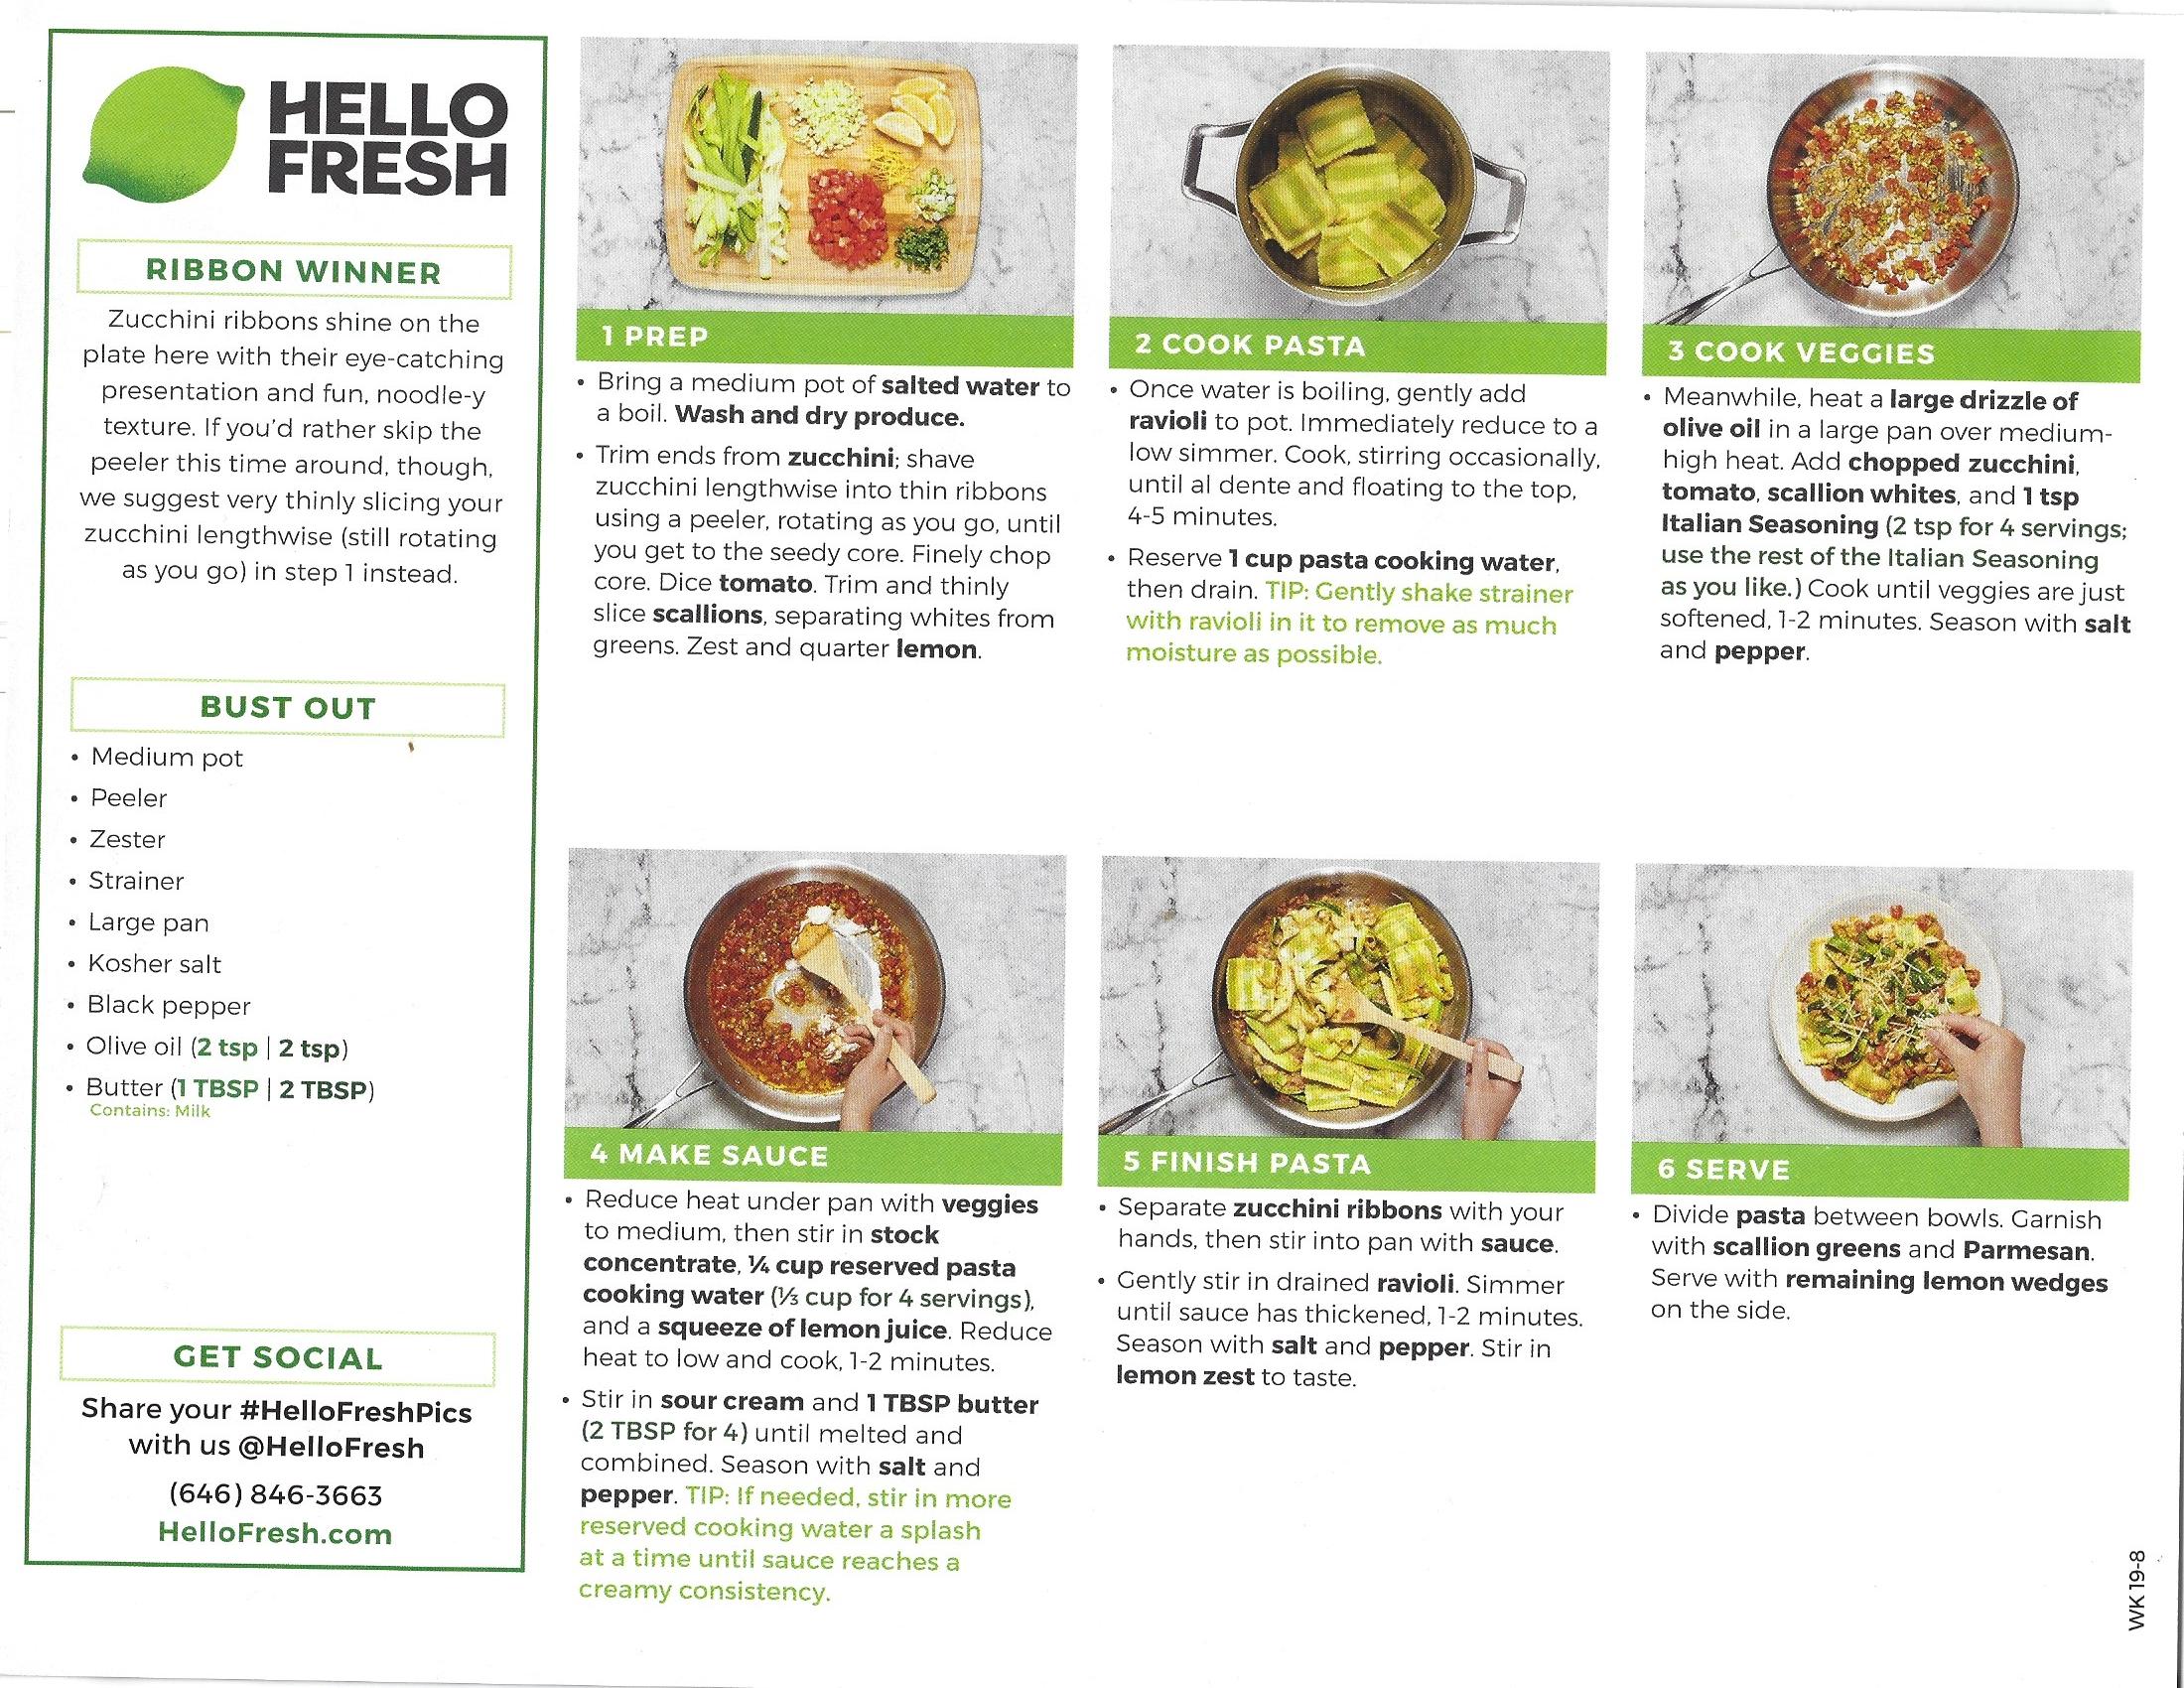 HELLO
FRESH
RIBBON WINNER
Zucchini ribbons shine on the
plate here with their eye-catching
presentation and fun, noodle-y
texture. If you'd rather skip the
peeler this time around, though,
we suggest very thinly slicing your
zucchini lengthwise (still rotating
as you go) in step 1 instead.
BUST OUT
• Medium pot
• Peeler
• Zester
• Strainer
• Large pan
• Kosher salt
• Black pepper
• Olive oil (2 tsp | 2 tsp)
• Butter (1 TBSP | 2 TBSP)
Contains: Milk
GET SOCIAL
Share your #HelloFreshPics
with us @HelloFresh
(646) 846-3663
HelloFresh.com
1 PREP
• Bring a medium pot of salted water to
a boil. Wash and dry produce.
• Trim ends from zucchini; shave
zucchini lengthwise into thin ribbons
using a peeler, rotating as you go, until
you get to the seedy core. Finely chop
core. Dice tomato. Trim and thinly
slice scallions, separating whites from
greens. Zest and quarter lemon.
2 COOK PASTA
• Once water is boiling, gently add
ravioli to pot. Immediately reduce to a
low simmer. Cook, stirring occasionally,
until al dente and floating to the top,
4-5 minutes.
• Reserve 1 cup pasta cooking water,
then drain. TIP: Gently shake strainer
with ravioli in it to remove as much
moisture as possible.
3 COOK VEGGIES
• Meanwhile, heat a large drizzle of
olive oil in a large pan over medium-
high heat. Add chopped zucchini,
tomato, scallion whites, and 1 tsp
Italian Seasoning (2 tsp for 4 servings;
use the rest of the Italian Seasoning
as you like.) Cook until veggies are just
softened, 1-2 minutes. Season with salt
and pepper.
4 MAKE SAUCE
• Reduce heat under pan with veggies
to medium, then stir in stock
concentrate, ¼ cup reserved pasta
cooking water (⅓ cup for 4 servings),
and a squeeze of lemon juice. Reduce
heat to low and cook, 1-2 minutes.
• Stir in sour cream and 1 TBSP butter
(2 TBSP for 4) until melted and
combined. Season with salt and
pepper. TIP: If needed, stir in more
reserved cooking water a splash
at a time until sauce reaches a
creamy consistency.
5 FINISH PASTA
• Separate zucchini ribbons with your
hands, then stir into pan with sauce.
• Gently stir in drained ravioli. Simmer
until sauce has thickened, 1-2 minutes.
Season with salt and pepper. Stir in
lemon zest to taste.
6 SERVE
• Divide pasta between bowls. Garnish
with scallion greens and Parmesan.
Serve with remaining lemon wedges
on the side.
WK 19-8